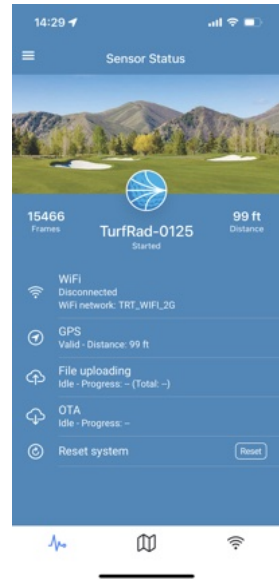 14:29
Sensor Status
15466
Frames
TurfRad-0125
Started
99 ft
Distance
WiFi
Disconnected
WiFi network: TRT_WIFI_2G
GPS
Valid - Distance: 99 ft
File uploading
Idle - Progress: – (Total: –)
OTA
Idle - Progress: –
Reset system
Reset